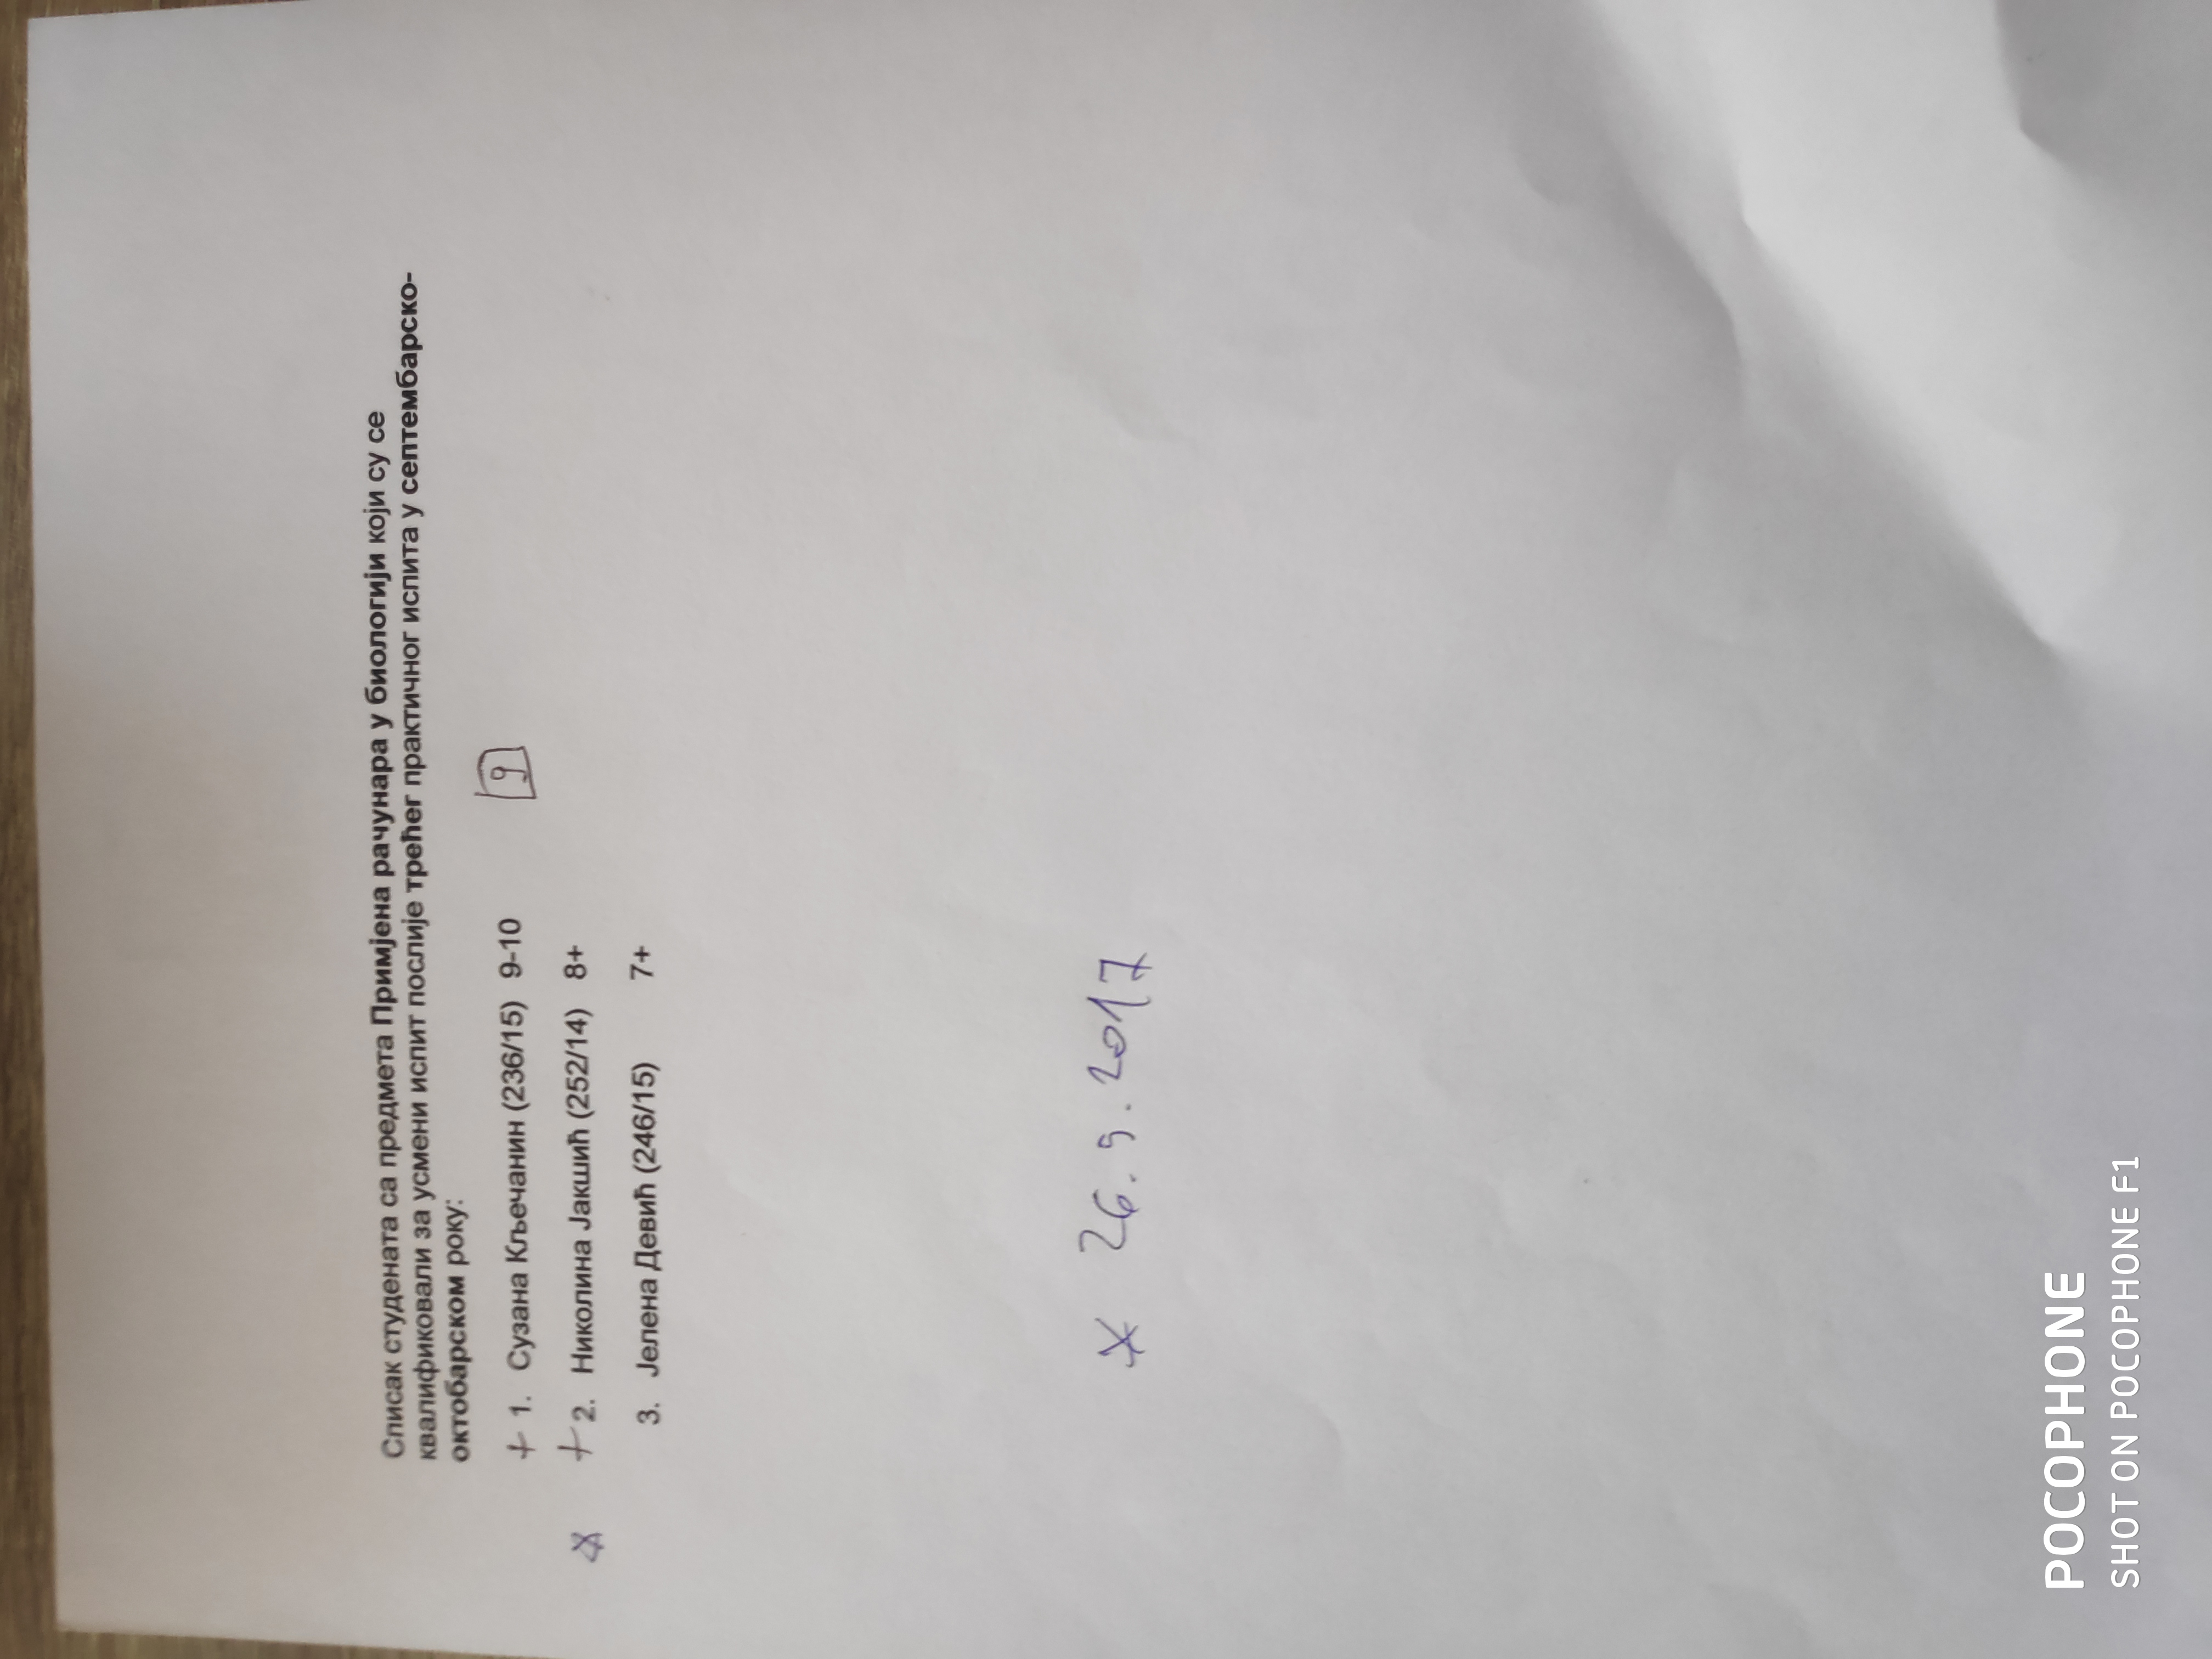 Списак студената са предмета Примјена рачунара у биологији који су се
квалификовали за усмени испит послије трећег практичног испита у септембарско-
октобарском року:
+ 1. Сузана Кљечанин (236/15) 9-10 9
* + 2. Николина Јакшић (252/14) 8+
3. Јелена Девић (246/15) 7+
* 26.9.2017
POCOPHONE
SHOT ON POCOPHONE F1